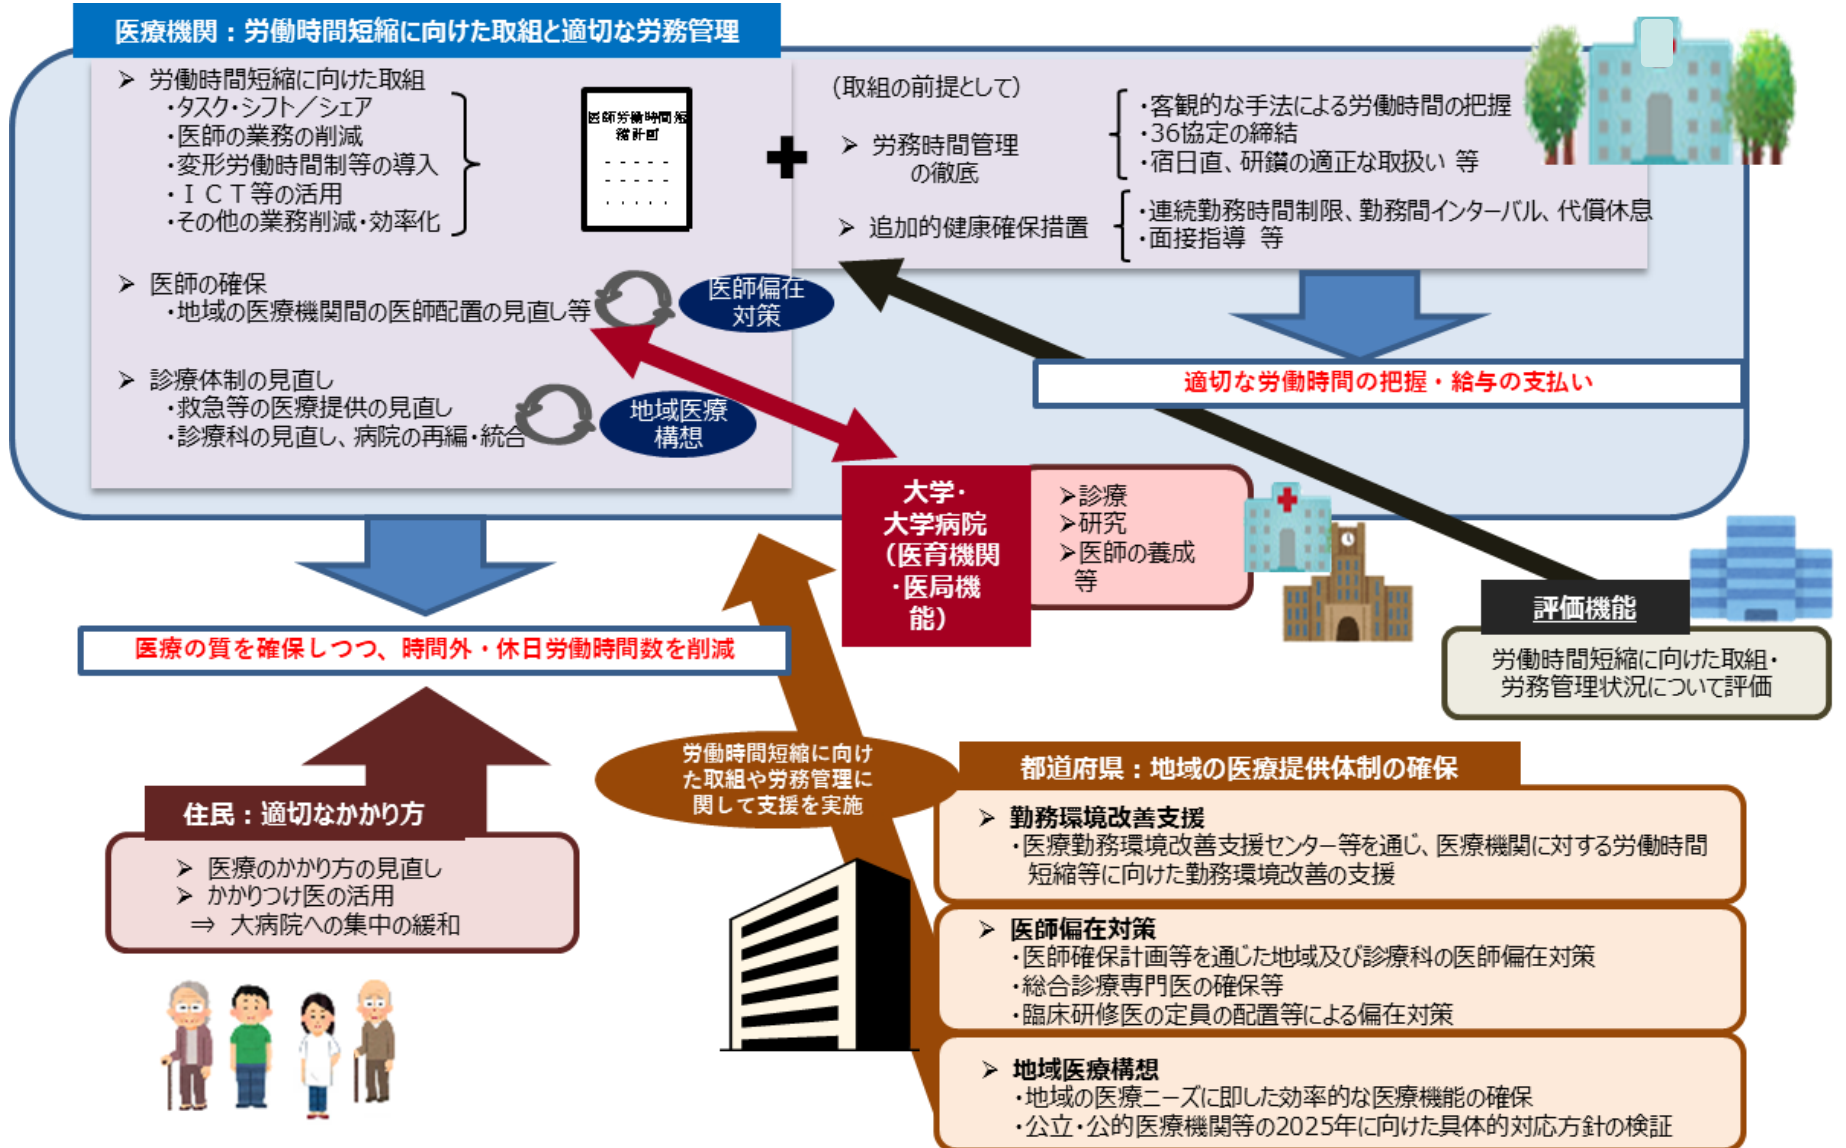 医療機関：労働時間短縮に向けた取組と適切な労務管理
➢ 労働時間短縮に向けた取組
・タスク・シフト／シェア
・医師の業務の削減
・変形労働時間制等の導入
・ＩＣＴ等の活用
・その他の業務削減・効率化
医師労働時間短
縮計画
➢ 医師の確保
・地域の医療機関間の医師配置の見直し等
医師偏在
対策
➢ 診療体制の見直し
・救急等の医療提供の見直し
・診療科の見直し、病院の再編・統合
地域医療
構想
（取組の前提として）
➢ 労務時間管理
の徹底
・客観的な手法による労働時間の把握
・36協定の締結
・宿日直、研鑽の適正な取扱い 等
➢ 追加的健康確保措置
・連続勤務時間制限、勤務間インターバル、代償休息
・面接指導 等
適切な労働時間の把握・給与の支払い
大学・
大学病院
（医育機関
・医局機
能）
➢診療
➢研究
➢医師の養成
等
評価機能
労働時間短縮に向けた取組・
労務管理状況について評価
医療の質を確保しつつ、時間外・休日労働時間数を削減
住民：適切なかかり方
➢ 医療のかかり方の見直し
➢ かかりつけ医の活用
⇒ 大病院への集中の緩和
労働時間短縮に向け
た取組や労務管理に
関して支援を実施
都道府県：地域の医療提供体制の確保
➢ 勤務環境改善支援
・医療勤務環境改善支援センター等を通じ、医療機関に対する労働時間
短縮等に向けた勤務環境改善の支援
➢ 医師偏在対策
・医師確保計画等を通じた地域及び診療科の医師偏在対策
・総合診療専門医の確保等
・臨床研修医の定員の配置等による偏在対策
➢ 地域医療構想
・地域の医療ニーズに即した効率的な医療機能の確保
・公立・公的医療機関等の2025年に向けた具体的対応方針の検証